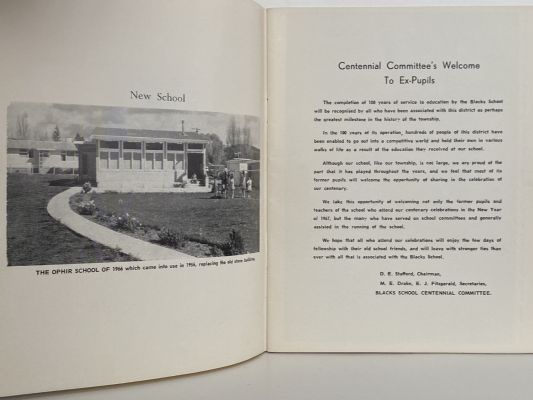 New School
THE OPHIR SCHOOL OF 1966 which came into use in 1954, replacing the old stone building
Centennial Committee's Welcome
To Ex-Pupils
The completion of 100 years of service to education by the Blacks School
will be recognised by all who have been associated with this district as perhaps
the greatest milestone in the history of the township.
In the 100 years of its operation, hundreds of people of this district have
been enabled to go out into a competitive world and hold their own in various
walks of life as a result of the education they received at our school.
Although our school, like our township, is not large, we are proud of the
part it has played throughout the years, and we feel that most of its
former pupils will welcome the opportunity of sharing in the celebration of
our centenary.
We take this opportunity of welcoming not only the former pupils and
teachers of the school who attend our centenary celebrations in the New Year
of 1967, but the many who have served on school committees and generally
assisted in the running of the school.
We hope that all who attend our celebrations will enjoy the few days of
fellowship with their old school friends, and will leave with stronger ties than
ever with all that is associated with the Blacks School.
D. E. Stafford, Chairman,
M. E. Drake, E. J. Fitzgerald, Secretaries,
BLACKS SCHOOL CENTENNIAL COMMITTEE.